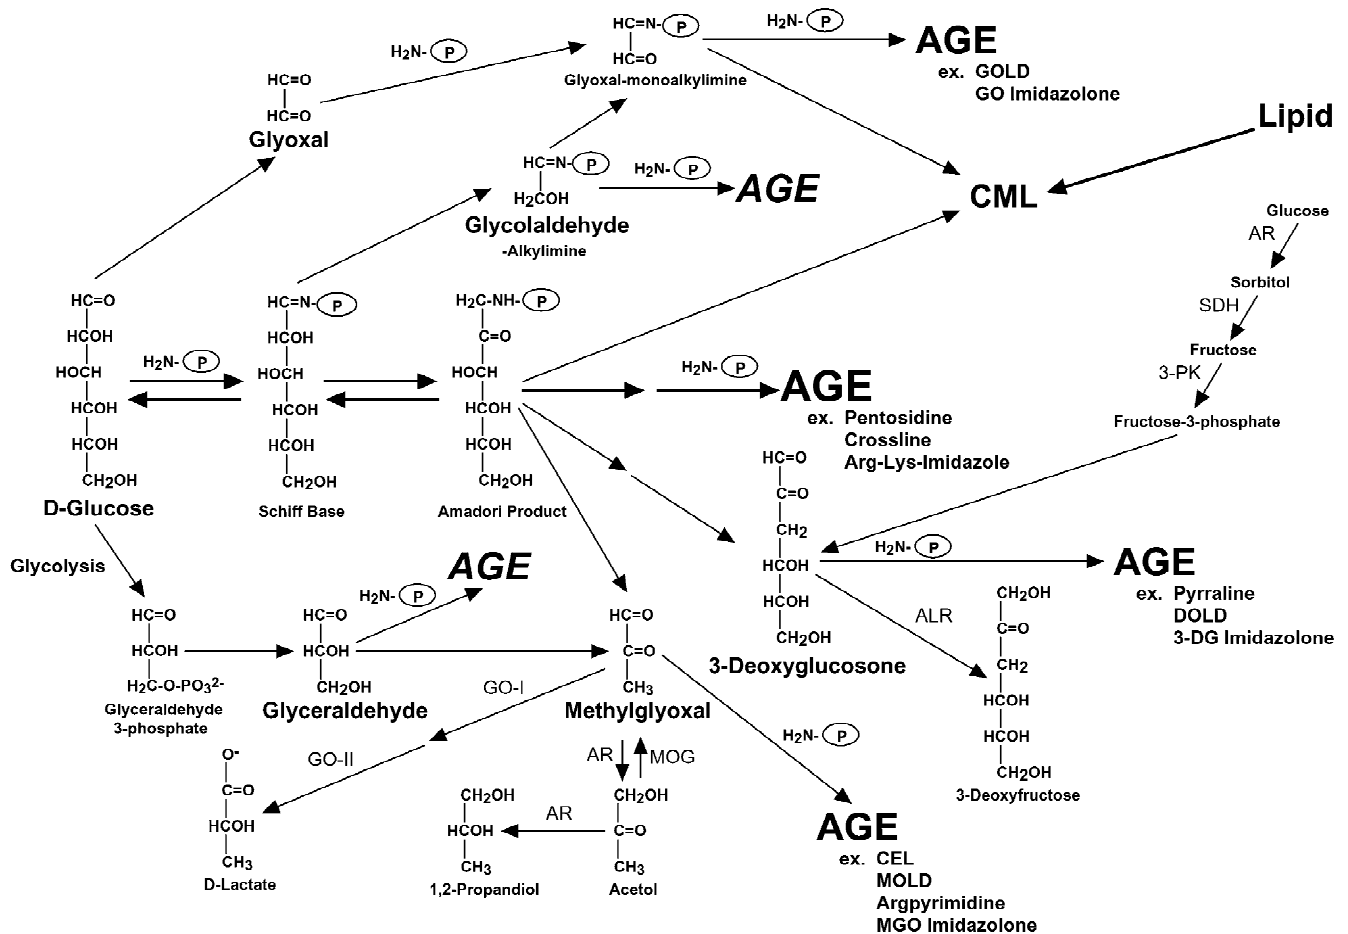 HC=N-(P)
HC=O
Glyoxal-monoalkylimine
H2N-(P)
AGE
ex. GOLD
GO Imidazolone
H2N-(P)
HC=O
HC=O
Glyoxal
Lipid
HC=N-(P)
H2COH
Glycolaldehyde
-Alkylimine
H2N-(P)
AGE
CML
Glucose
AR
Sorbitol
SDH
Fructose
3-PK
Fructose-3-phosphate
HC=O
HCOH
HOCH
HCOH
HCOH
CH2OH
D-Glucose
H2N-(P)
HC=N-(P)
HCOH
HOCH
HCOH
HCOH
CH2OH
Schiff Base
H2C-NH-(P)
C=O
HOCH
HCOH
HCOH
CH2OH
Amadori Product
H2N-(P)
AGE
ex. Pentosidine
Crossline
Arg-Lys-Imidazole
HC=O
C=O
CH2
HCOH
HCOH
CH2OH
3-Deoxyglucosone
H2N-(P)
AGE
ex. Pyrraline
DOLD
3-DG Imidazolone
ALR
CH2OH
C=O
CH2
HCOH
HCOH
CH2OH
3-Deoxyfructose
Glycolysis
HC=O
HCOH
H2C-O-PO3 2-
Glyceraldehyde
3-phosphate
HC=O
HCOH
CH2OH
Glyceraldehyde
H2N-(P)
AGE
HC=O
C=O
CH3
Methylglyoxal
GO-I
GO-II
O-
C=O
HCOH
CH3
D-Lactate
AR
MOG
CH2OH
C=O
CH3
Acetol
AR
CH2OH
HCOH
CH3
1,2-Propandiol
H2N-(P)
AGE
ex. CEL
MOLD
Argpyrimidine
MGO Imidazolone